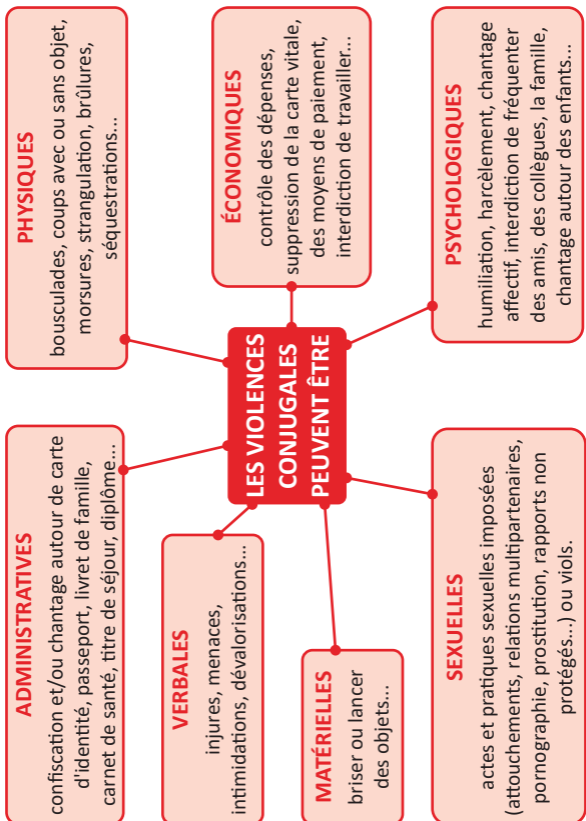 ADMINISTRATIVES
confiscation et/ou chantage autour de carte
d'identité, passeport, livret de famille,
carnet de santé, titre de séjour, diplôme...
PHYSIQUES
bousculades, coups avec ou sans objet,
morsures, strangulation, brûlures,
séquestrations...
VERBALES
injures, menaces,
intimidations, dévalorisations...
LES VIOLENCES
CONJUGALES
PEUVENT ÊTRE
ÉCONOMIQUES
contrôle des dépenses,
suppression de la carte vitale,
des moyens de paiement,
interdiction de travailler...
MATÉRIELLES
briser ou lancer
des objets...
SEXUELLES
actes et pratiques sexuelles imposées
(attouchements, relations multipartenaires,
pornographie, prostitution, rapports non
protégés...) ou viols.
PSYCHOLOGIQUES
humiliation, harcèlement, chantage
affectif, interdiction de fréquenter
des amis, des collègues, la famille,
chantage autour des enfants...